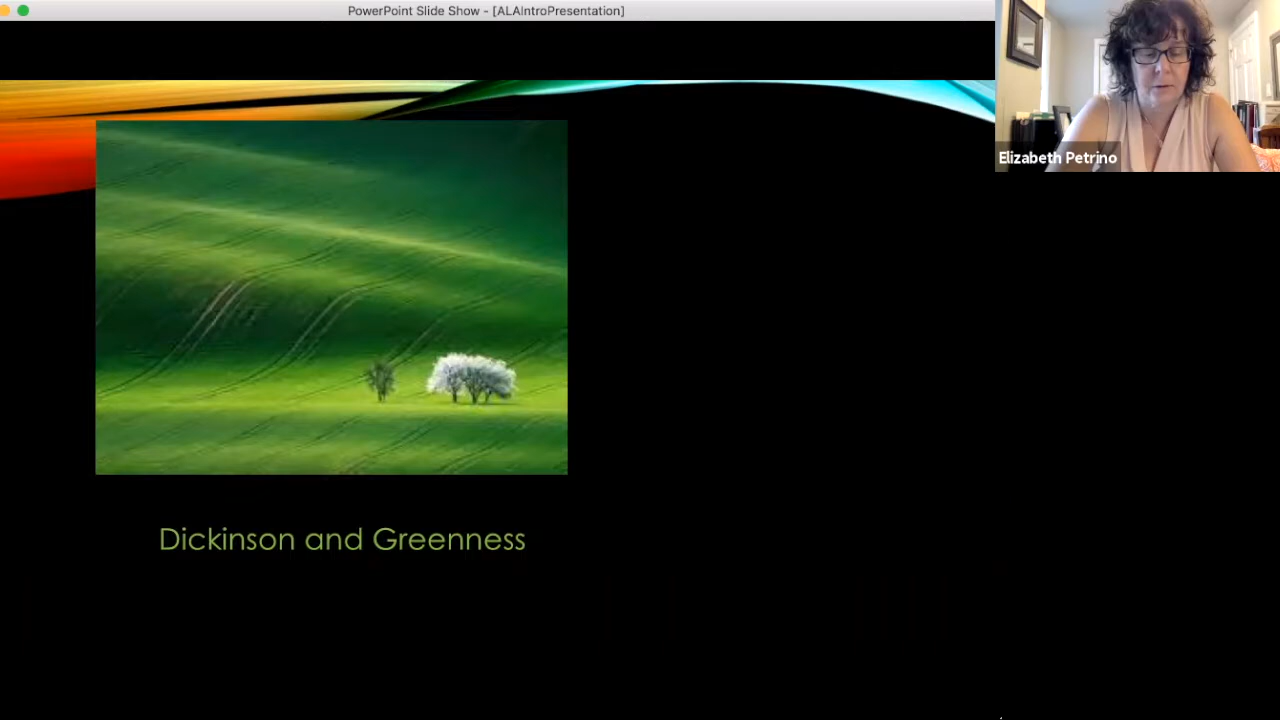 PowerPoint Slide Show - [ALAIntroPresentation]
Elizabeth Petrino
Dickinson and Greenness